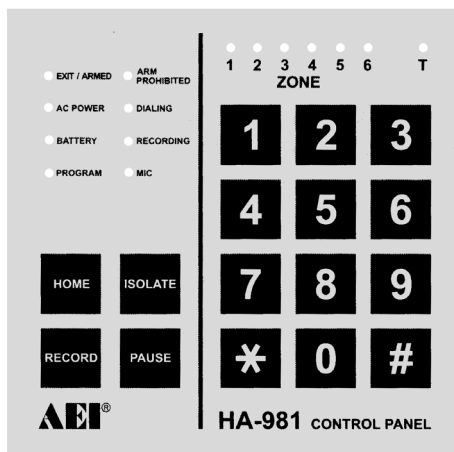 EXIT / ARMED
ARM PROHIBITED
AC POWER
DIALING
BATTERY
RECORDING
PROGRAM
MIC
HOME
ISOLATE
RECORD
PAUSE
AEI®
1 2 3 4 5 6 T
ZONE
1 2 3
4 5 6
7 8 9
* 0 #
HA-981 CONTROL PANEL